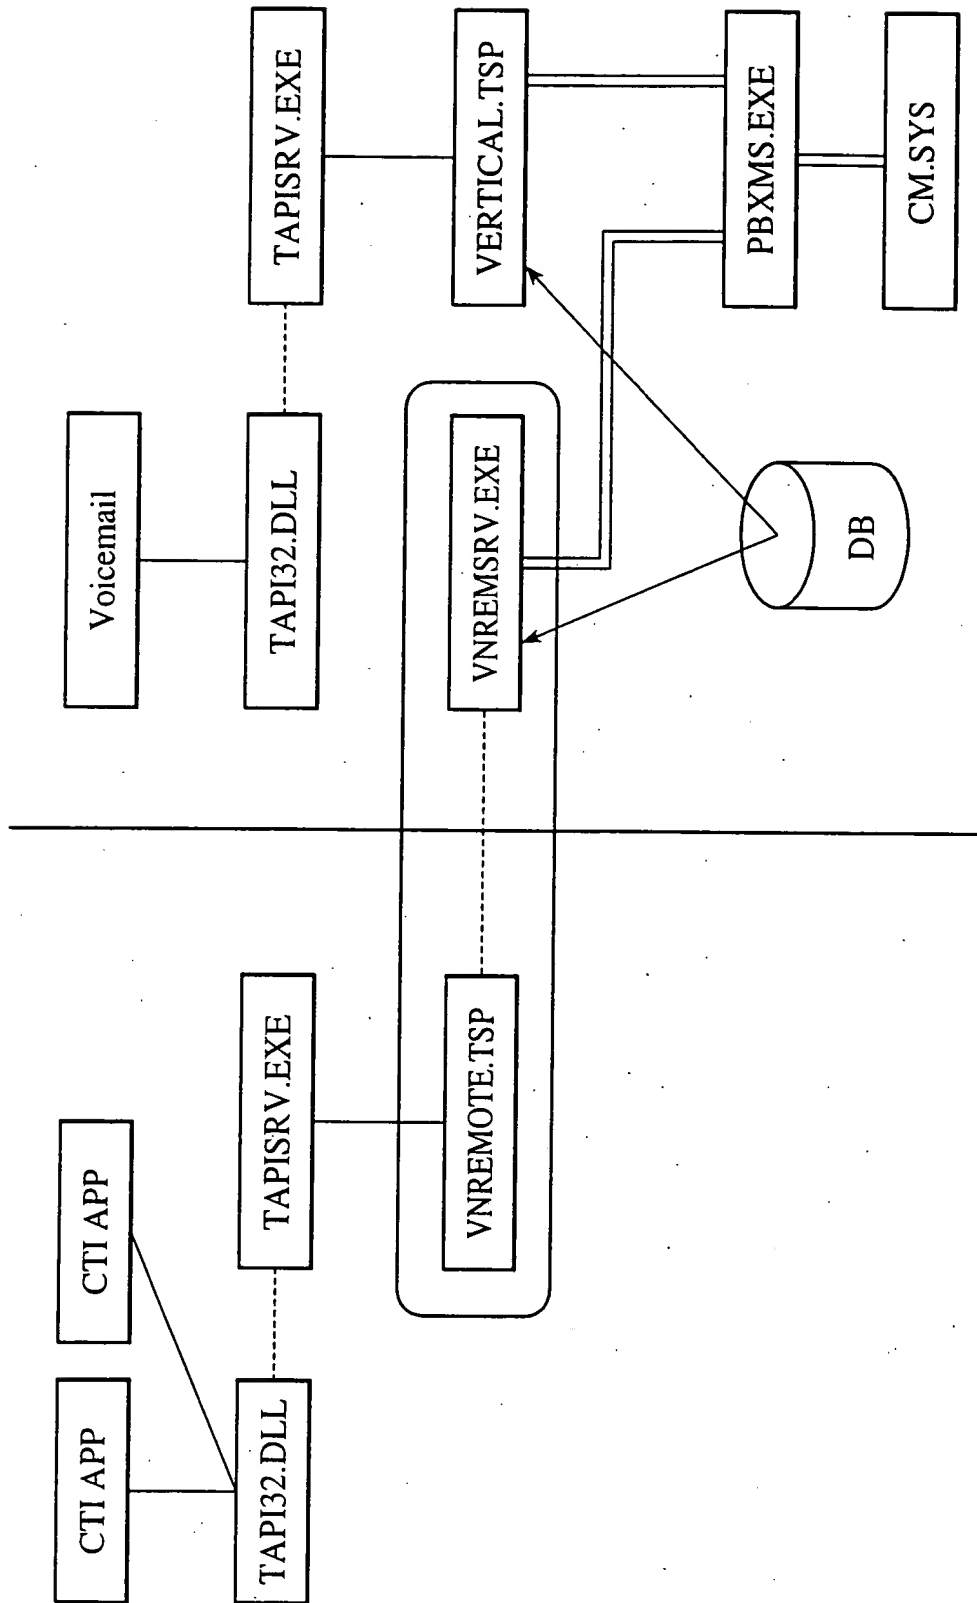 CTI APP
CTI APP
Voicemail
TAPI32.DLL
TAPISRV.EXE
TAPI32.DLL
TAPISRV.EXE
VNREMOTE.TSP
VNREMSRV.EXE
VERTICAL.TSP
DB
PBXMS.EXE
CM.SYS